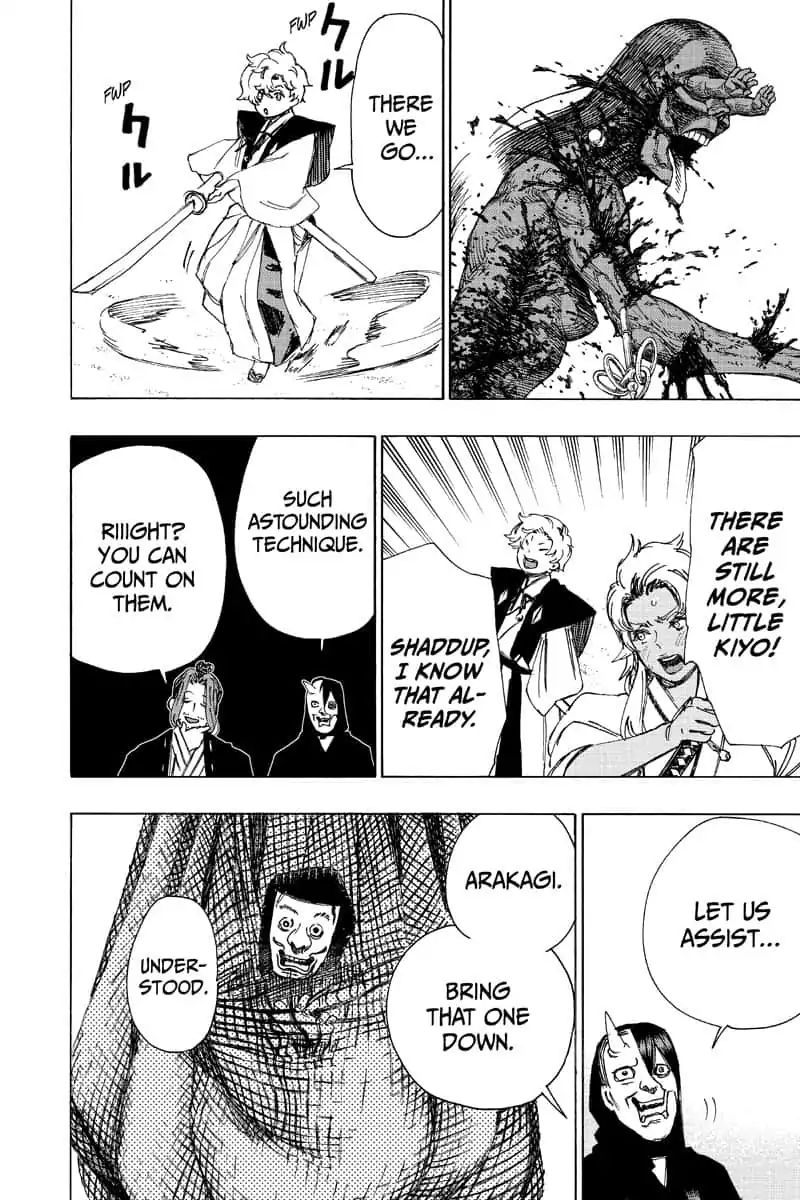 FWP
クル
FWP
クル
THERE
WE
GO...
THERE
ARE
STILL
MORE,
LITTLE
KIYO!
SHADDUP,
I KNOW
THAT AL-
READY.
SUCH
ASTOUNDING
TECHNIQUE.
RIIIGHT?
YOU CAN
COUNT ON
THEM.
LET US
ASSIST...
ARAKAGI.
BRING
THAT ONE
DOWN.
UNDER-
STOOD.